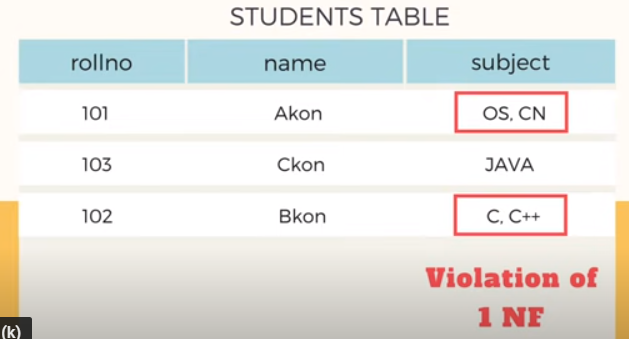 STUDENTS TABLE
rollno name subject
101 Akon OS, CN
103 Ckon JAVA
102 Bkon C, C++
Violation of
1 NF
(k)